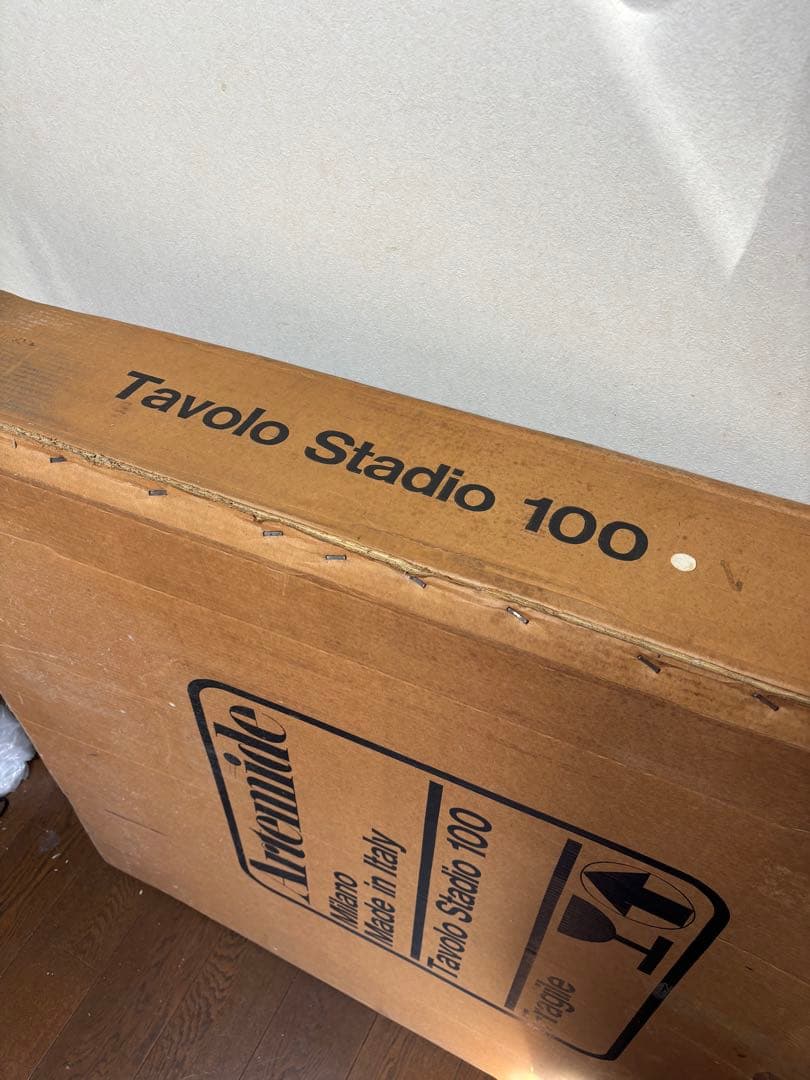 Tavolo Stadio 100
Artemide
Milano
Made in Italy
Tavolo Stadio 100
Fragile